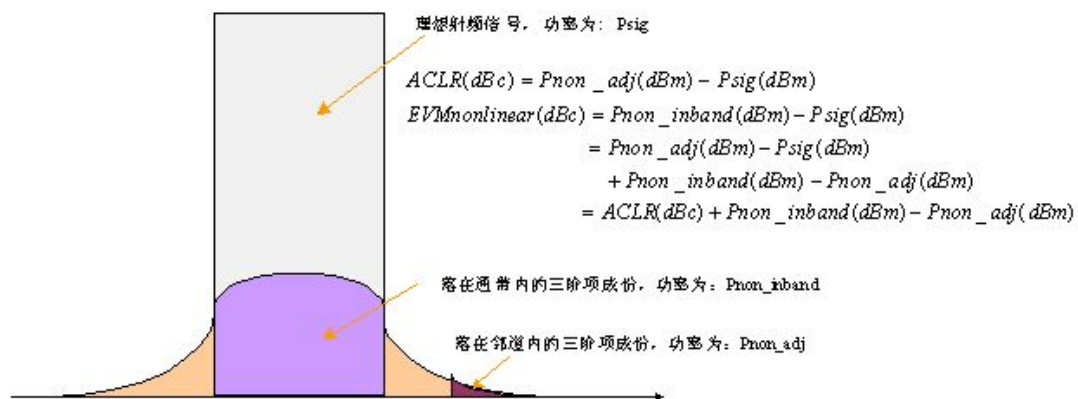 理想射频信号，功率为：Psig
ACLR(dBc) = Pnon_adj(dBm) − Psig(dBm)
EVMnonlinear(dBc) = Pnon_inband(dBm) − Psig(dBm)
= Pnon_adj(dBm) − Psig(dBm)
+ Pnon_inband(dBm) − Pnon_adj(dBm)
= ACLR(dBc) + Pnon_inband(dBm) − Pnon_adj(dBm)
落在通带内的三阶项成份，功率为：Pnon_inband
落在邻道内的三阶项成份，功率为：Pnon_adj